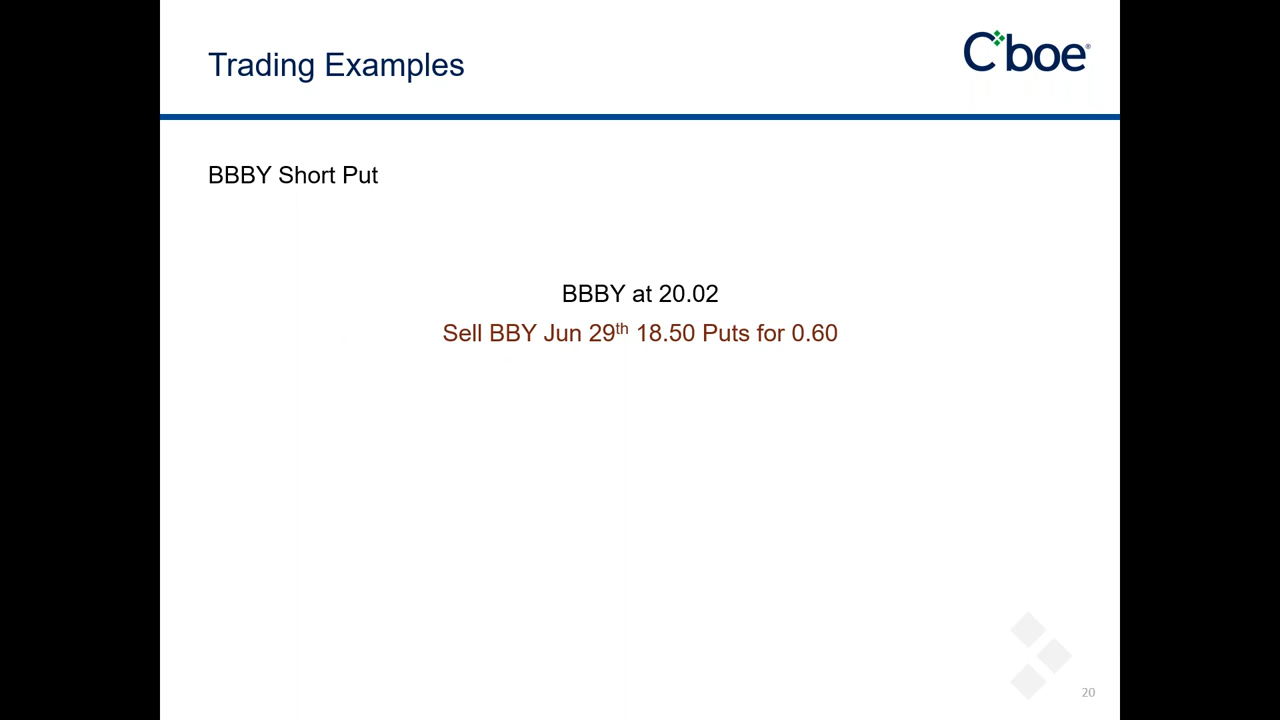 Trading Examples
Cboe®
BBBY Short Put
BBBY at 20.02
Sell BBY Jun 29th 18.50 Puts for 0.60
20